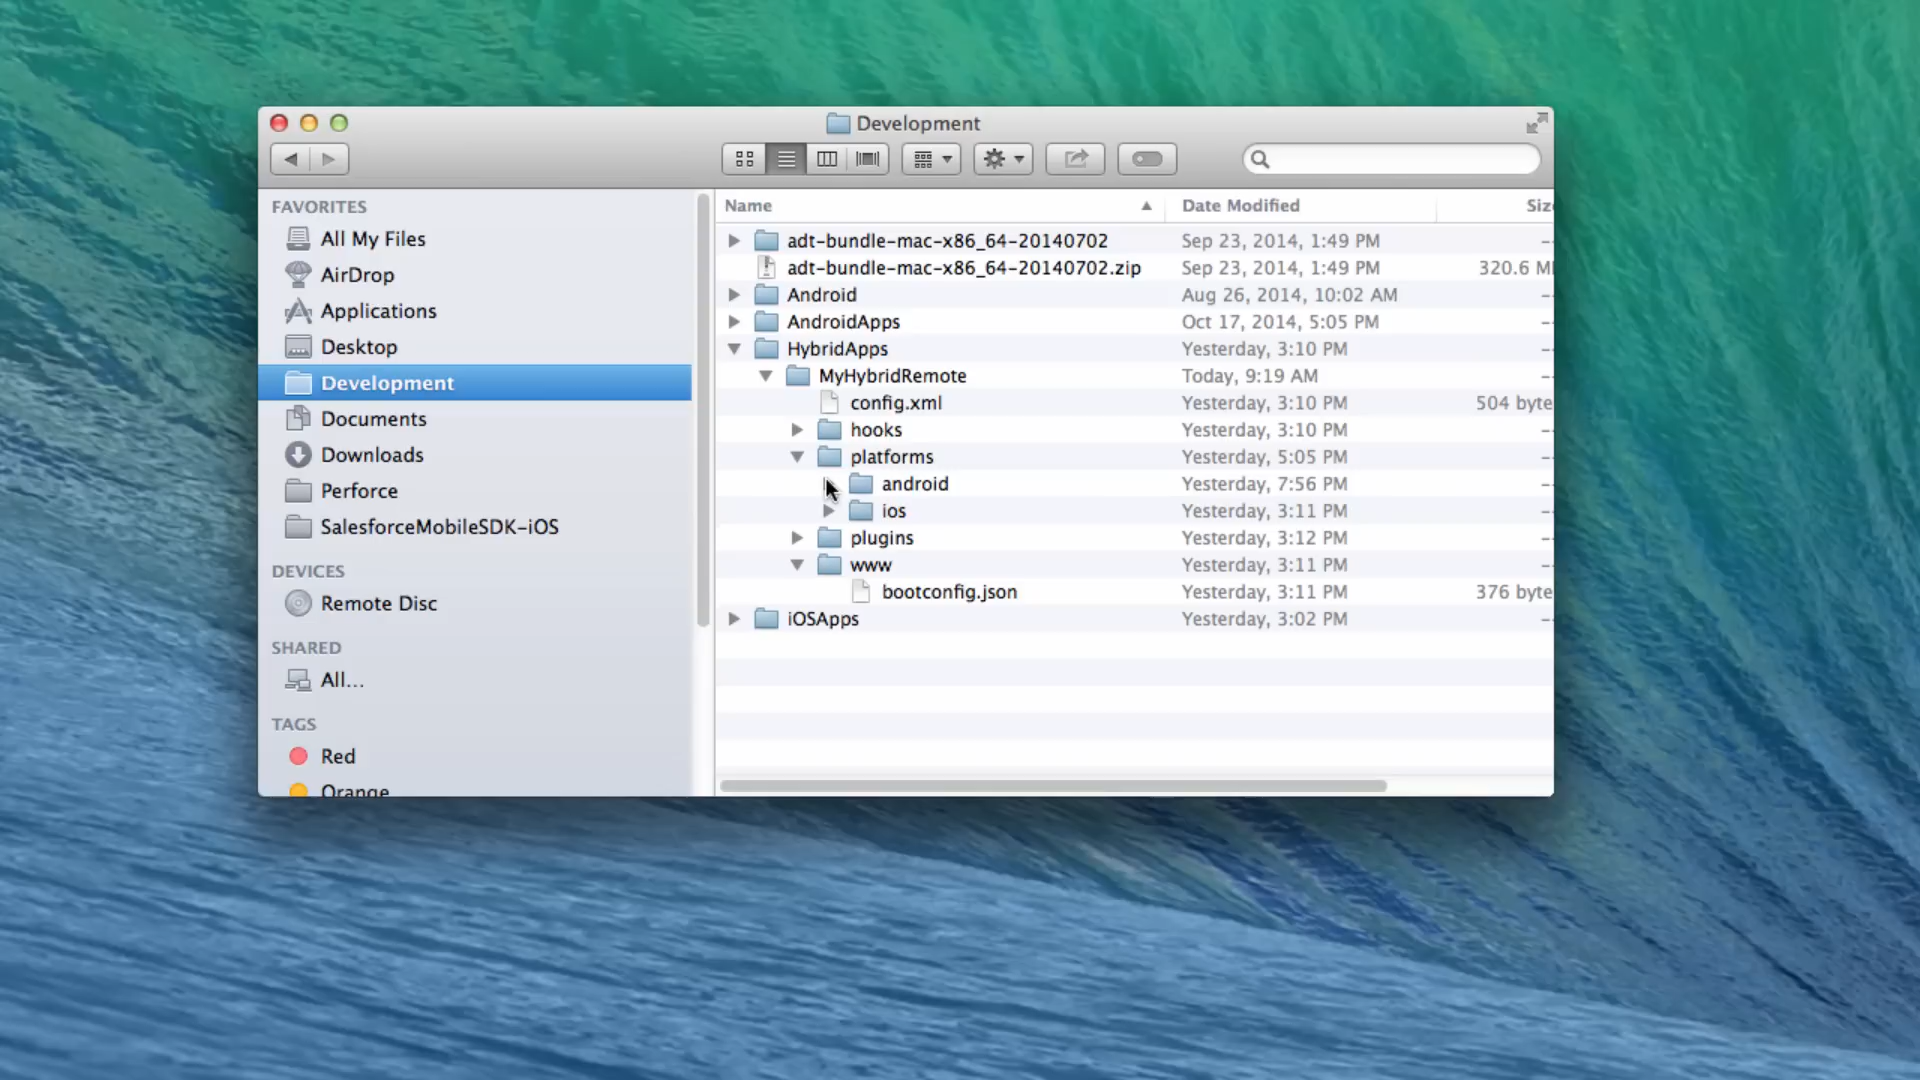 Development
FAVORITES
All My Files
AirDrop
Applications
Desktop
Development
Documents
Downloads
Perforce
SalesforceMobileSDK-iOS
DEVICES
Remote Disc
SHARED
All...
TAGS
Red
Orange
Name Date Modified Siz
adt-bundle-mac-x86_64-20140702 Sep 23, 2014, 1:49 PM --
adt-bundle-mac-x86_64-20140702.zip Sep 23, 2014, 1:49 PM 320.6 M
Android Aug 26, 2014, 10:02 AM --
AndroidApps Oct 17, 2014, 5:05 PM --
HybridApps Yesterday, 3:10 PM --
MyHybridRemote Today, 9:19 AM --
config.xml Yesterday, 3:10 PM 504 byte
hooks Yesterday, 3:10 PM --
platforms Yesterday, 5:05 PM --
android Yesterday, 7:56 PM --
ios Yesterday, 3:11 PM --
plugins Yesterday, 3:12 PM --
www Yesterday, 3:11 PM --
bootconfig.json Yesterday, 3:11 PM 376 byte
iOSApps Yesterday, 3:02 PM --